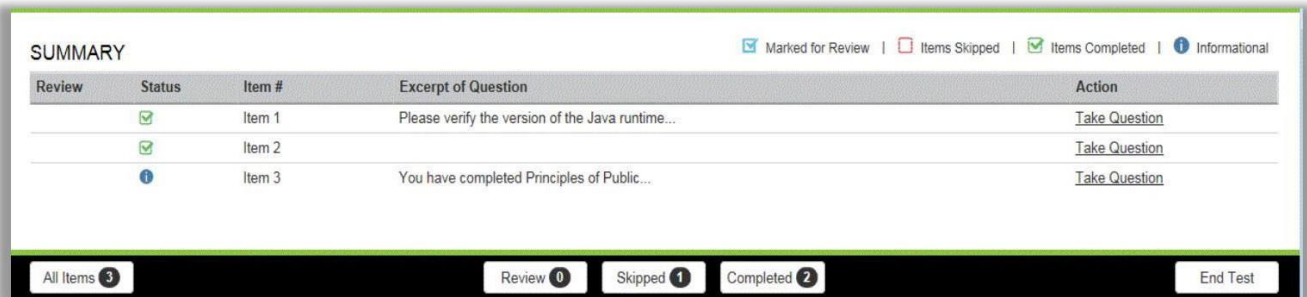 SUMMARY
Marked for Review | Items Skipped | Items Completed | Informational
Review Status Item # Excerpt of Question Action
Item 1 Please verify the version of the Java runtime... Take Question
Item 2 Take Question
Item 3 You have completed Principles of Public... Take Question
All Items 3 Review 0 Skipped 1 Completed 2 End Test